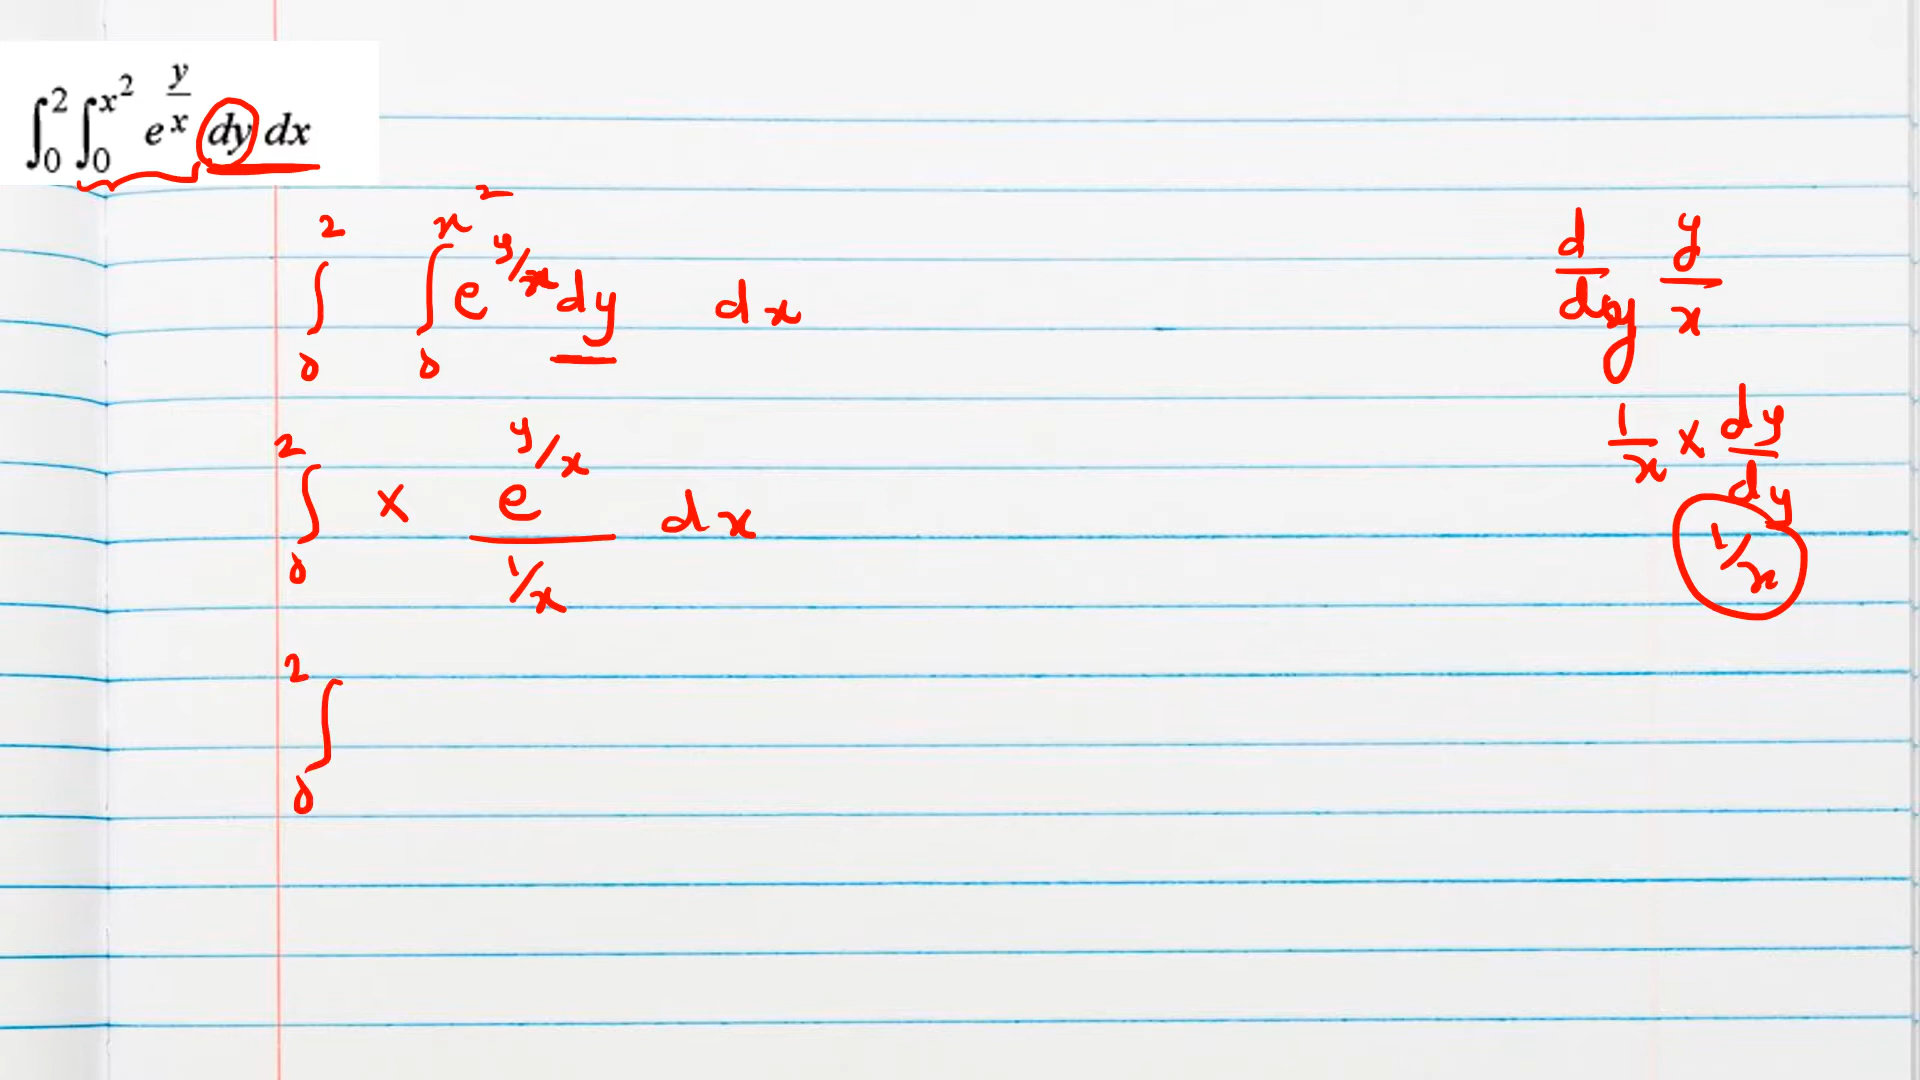 ∫₀² ∫₀^(x²) e^(y/x) dy dx
∫₀² ∫₀^(x²) e^(y/x) dy dx
d/dy y/x
1/x × dy/dy
∫₀² × e^(y/x) / (1/x) dx
1/x
∫₀²